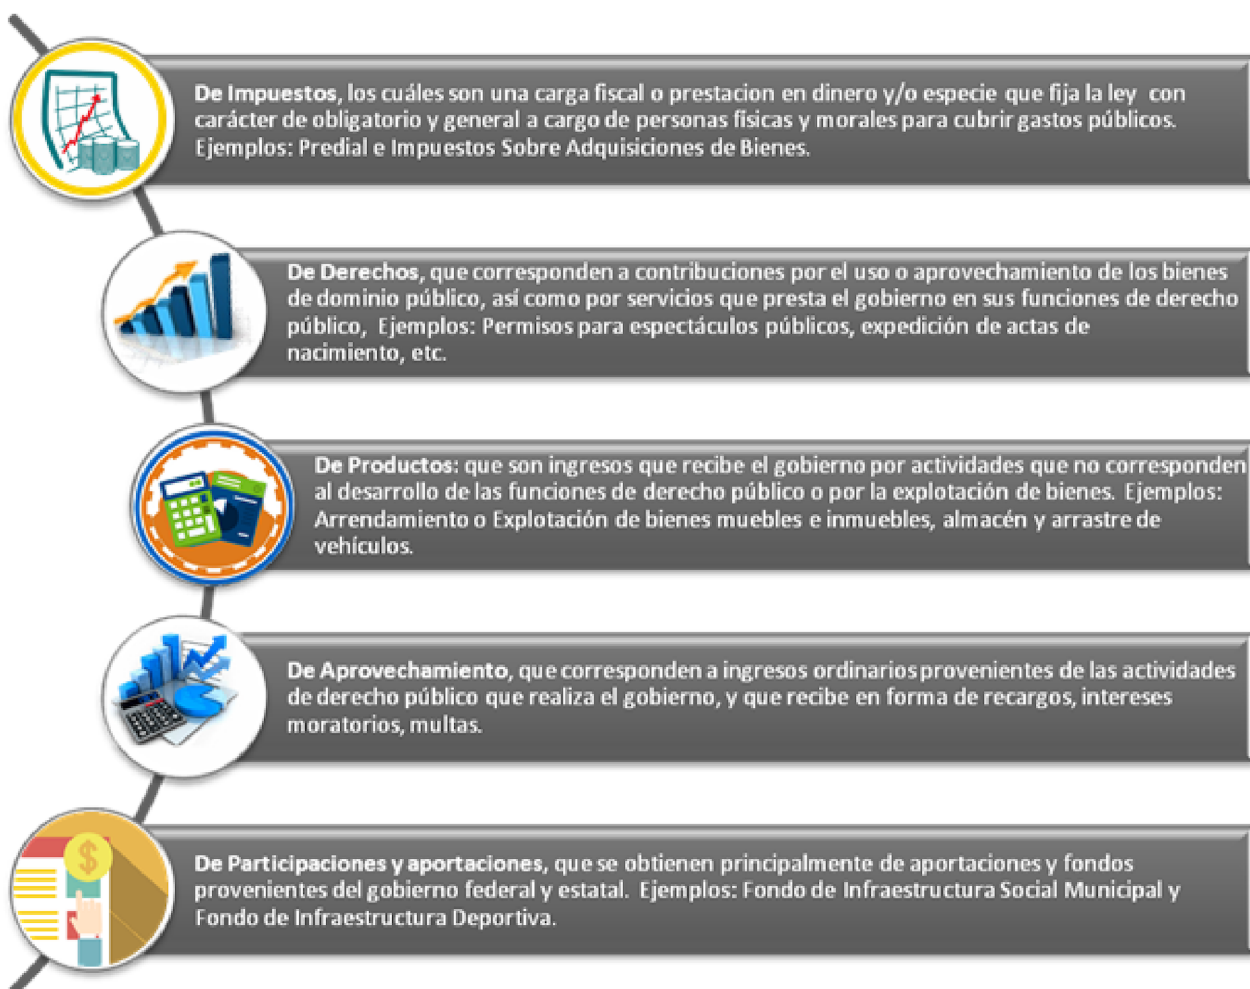 De Impuestos, los cuáles son una carga fiscal o prestacion en dinero y/o especie que fija la ley con
carácter de obligatorio y general a cargo de personas físicas y morales para cubrir gastos públicos.
Ejemplos: Predial e Impuestos Sobre Adquisiciones de Bienes.
De Derechos, que corresponden a contribuciones por el uso o aprovechamiento de los bienes
de dominio público, así como por servicios que presta el gobierno en sus funciones de derecho
público, Ejemplos: Permisos para espectáculos públicos, expedición de actas de
nacimiento, etc.
De Productos: que son ingresos que recibe el gobierno por actividades que no corresponden
al desarrollo de las funciones de derecho público o por la explotación de bienes. Ejemplos:
Arrendamiento o Explotación de bienes muebles e inmuebles, almacén y arrastre de
vehículos.
De Aprovechamiento, que corresponden a ingresos ordinarios provenientes de las actividades
de derecho público que realiza el gobierno, y que recibe en forma de recargos, intereses
moratorios, multas.
$
De Participaciones y aportaciones, que se obtienen principalmente de aportaciones y fondos
provenientes del gobierno federal y estatal. Ejemplos: Fondo de Infraestructura Social Municipal y
Fondo de Infraestructura Deportiva.